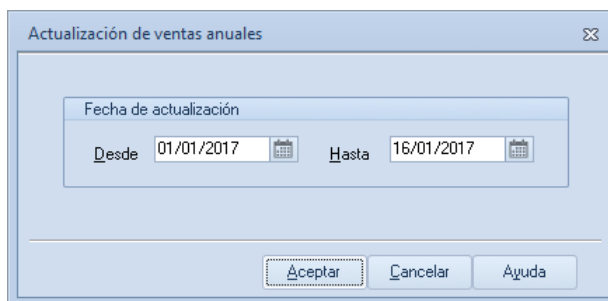 Actualización de ventas anuales
Fecha de actualización
Desde 01/01/2017 Hasta 16/01/2017
Aceptar Cancelar Ayuda